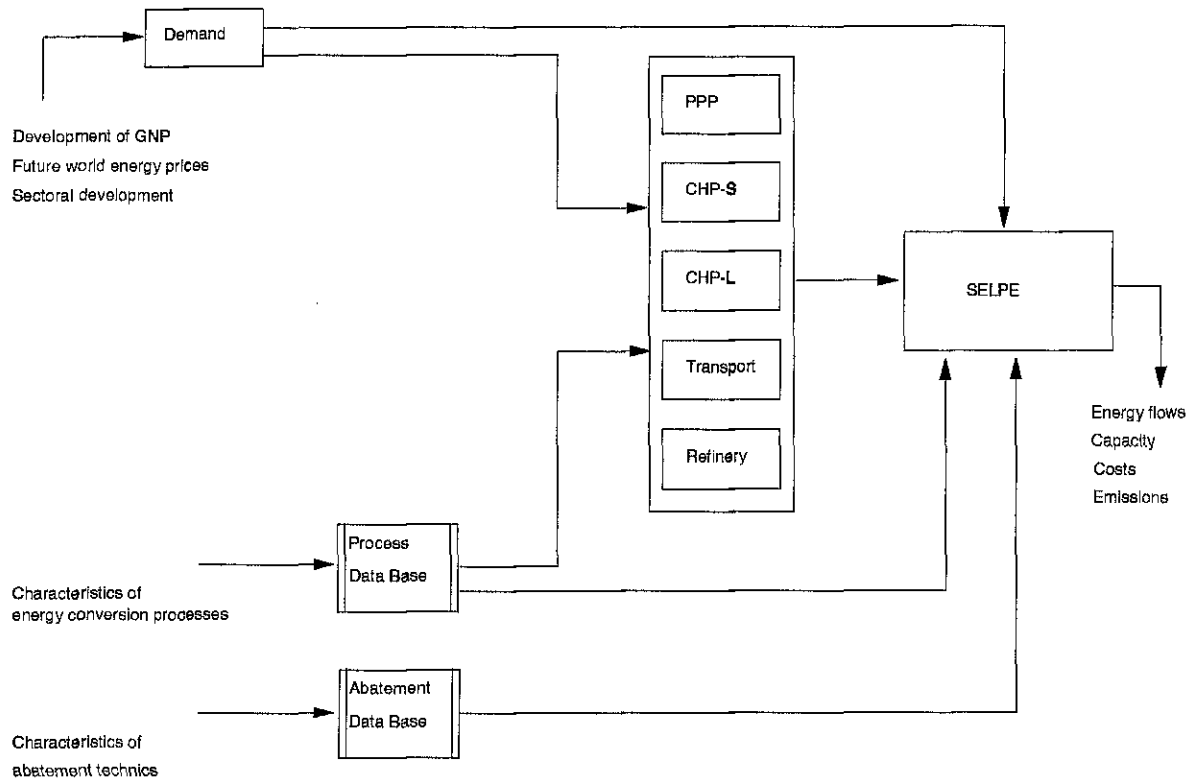 Demand
Development of GNP
Future world energy prices
Sectoral development
PPP
CHP-S
CHP-L
Transport
Refinery
SELPE
Energy flows
Capacity
Costs
Emissions
Process
Data Base
Characteristics of
energy conversion processes
Abatement
Data Base
Characteristics of
abatement technics